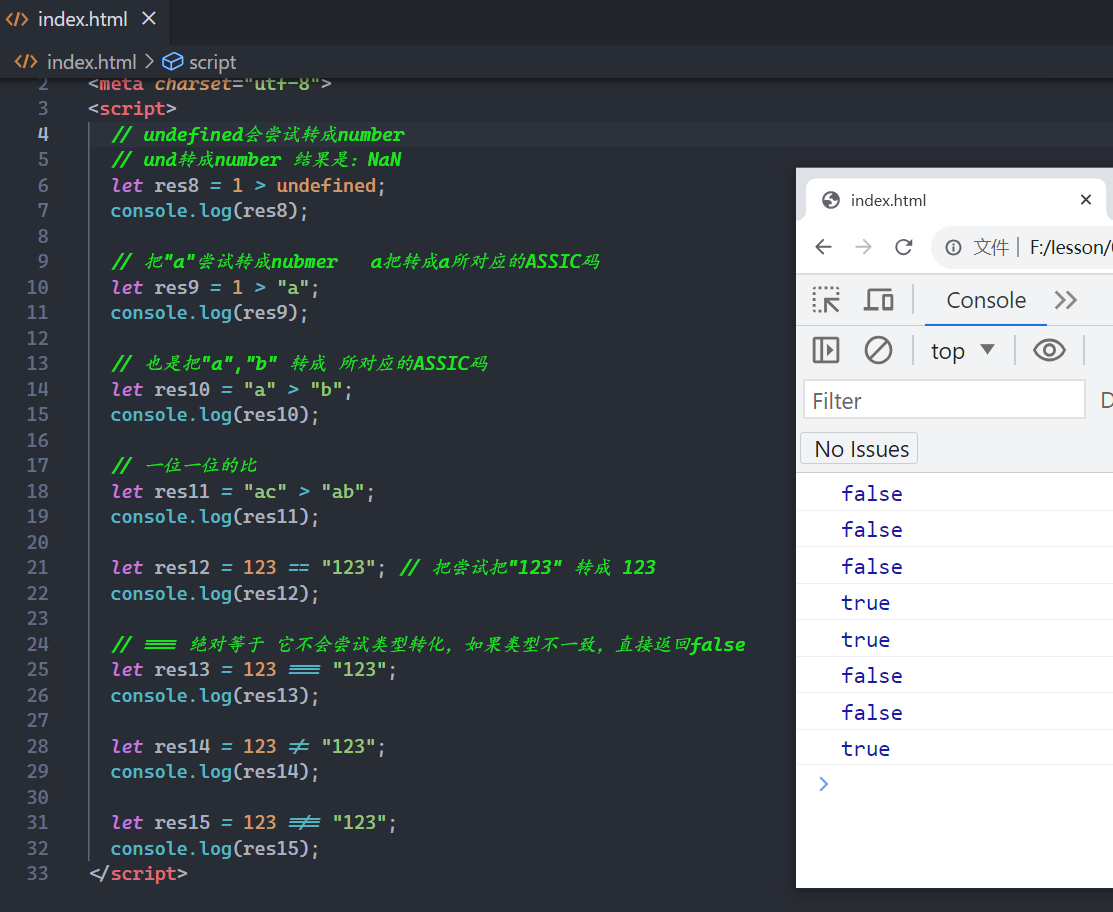 index.html
index.html > script
2 <meta charset="utf-8">
3 <script>
4 // undefined会尝试转成number
5 // und转成number 结果是：NaN
6 let res8 = 1 > undefined;
7 console.log(res8);
8
9 // 把"a"尝试转成nubmer   a把转成a所对应的ASSIC码
10 let res9 = 1 > "a";
11 console.log(res9);
12
13 // 也是把"a","b" 转成 所对应的ASSIC码
14 let res10 = "a" > "b";
15 console.log(res10);
16
17 // 一位一位的比
18 let res11 = "ac" > "ab";
19 console.log(res11);
20
21 let res12 = 123 == "123"; // 把尝试把"123" 转成 123
22 console.log(res12);
23
24 // === 绝对等于 它不会尝试类型转化，如果类型不一致，直接返回false
25 let res13 = 123 === "123";
26 console.log(res13);
27
28 let res14 = 123 != "123";
29 console.log(res14);
30
31 let res15 = 123 !== "123";
32 console.log(res15);
33 </script>
index.html
文件 | F:/lesson/
Console
top
Filter
D
No Issues
false
false
false
true
true
false
false
true